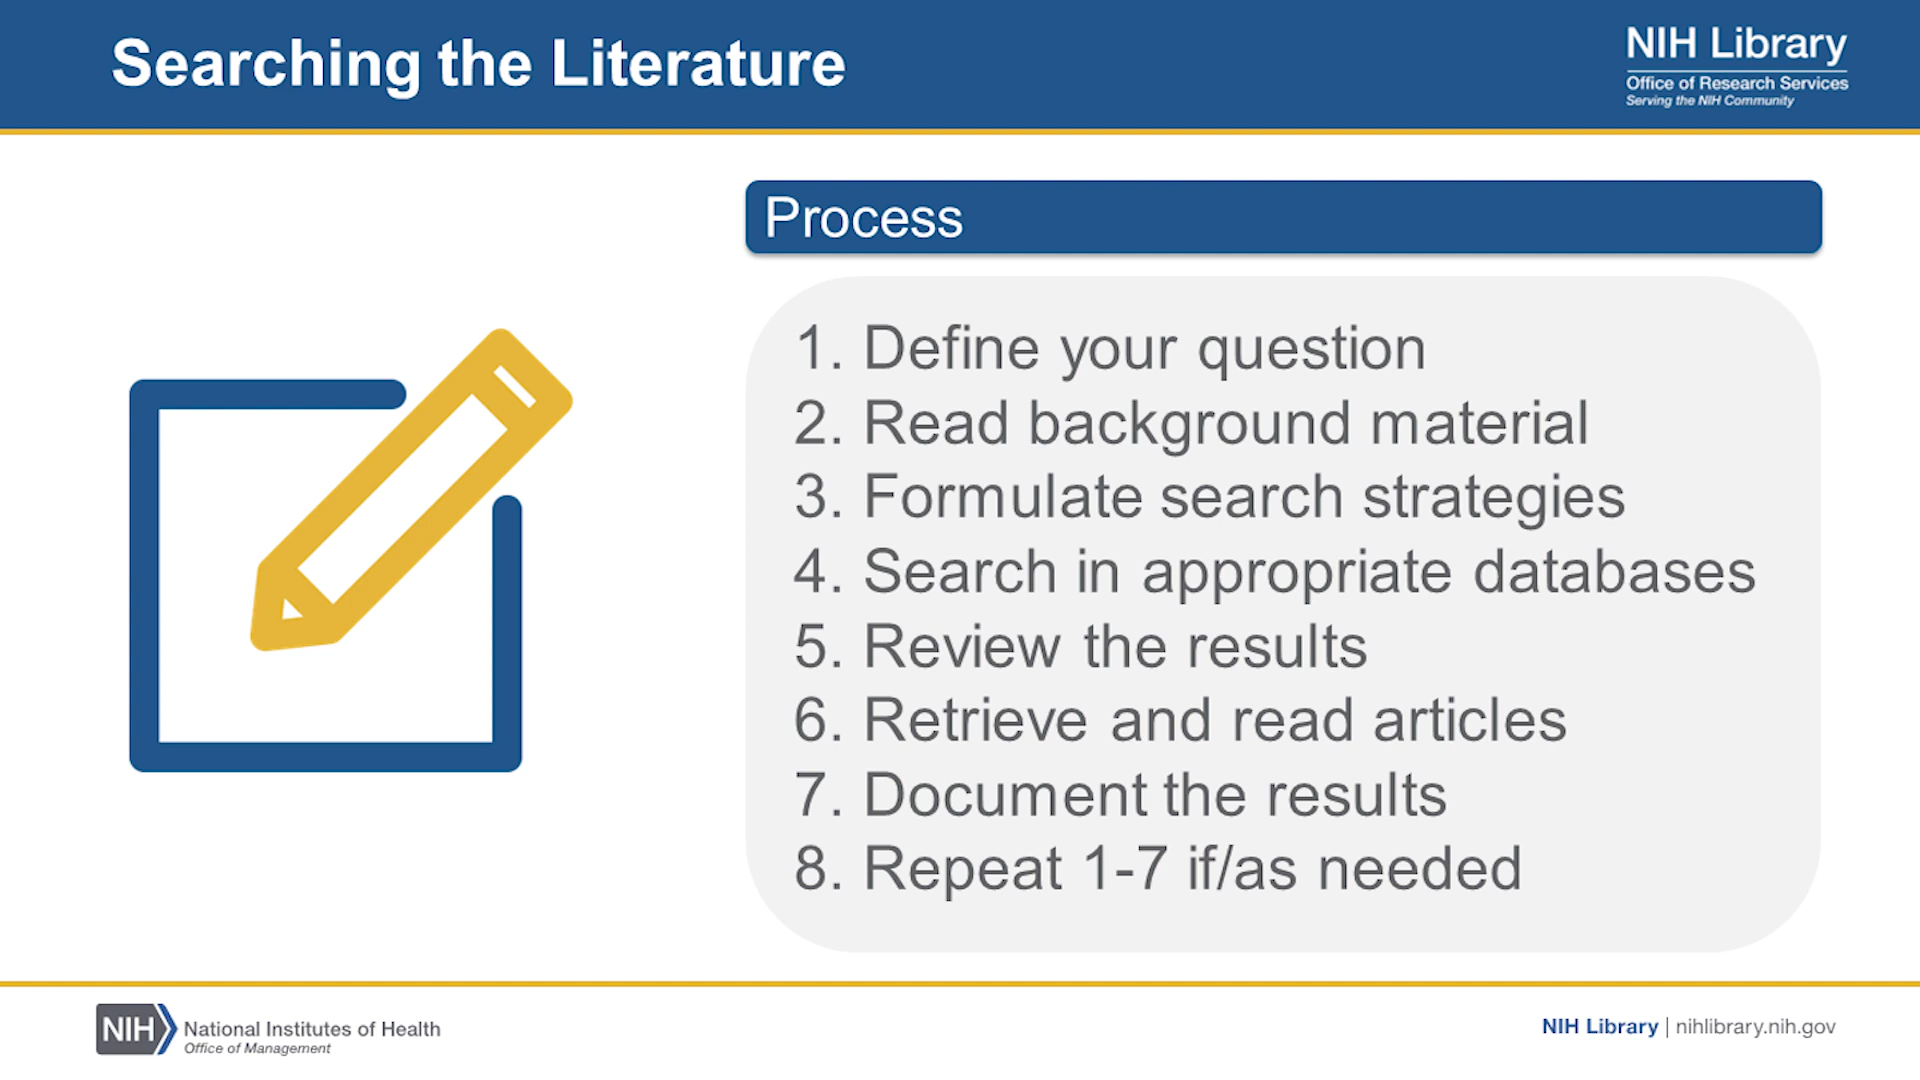 Searching the Literature
NIH Library
Office of Research Services
Serving the NIH Community
Process
1. Define your question
2. Read background material
3. Formulate search strategies
4. Search in appropriate databases
5. Review the results
6. Retrieve and read articles
7. Document the results
8. Repeat 1-7 if/as needed
NIH
National Institutes of Health
Office of Management
NIH Library | nihlibrary.nih.gov